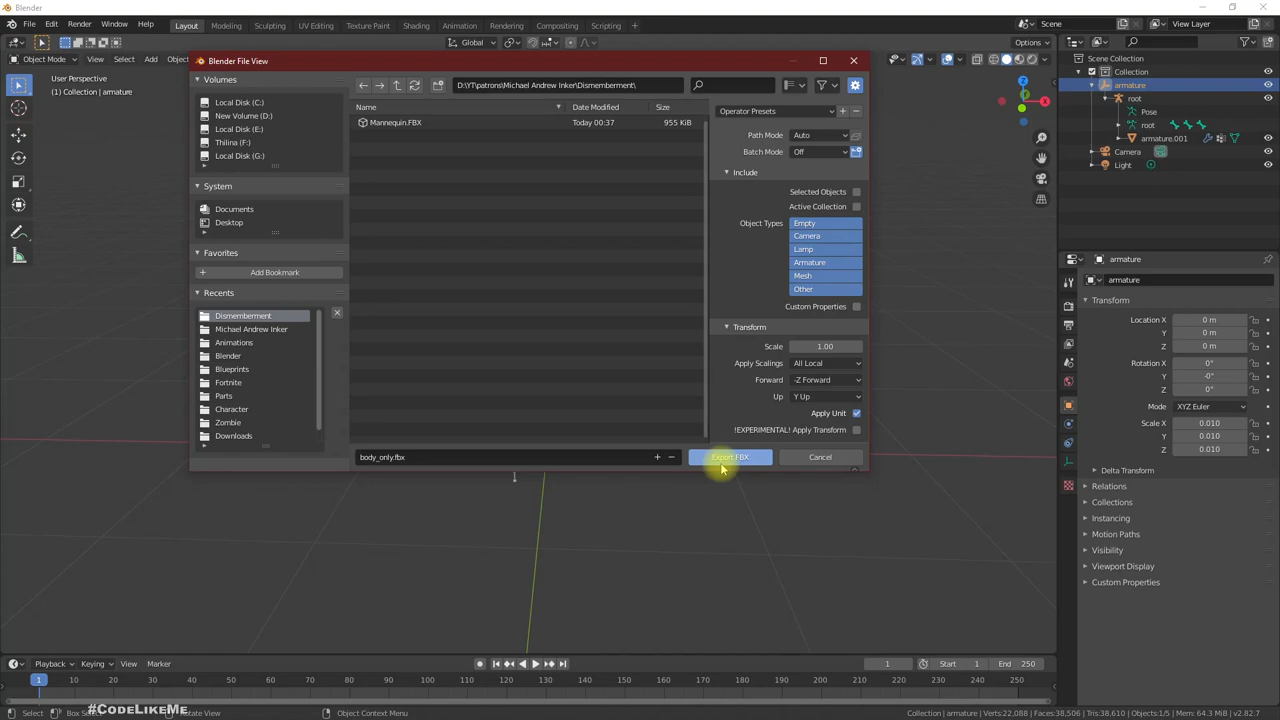 Blender
File Edit Render Window Help Layout Modeling Sculpting UV Editing Texture Paint Shading Animation Rendering Compositing Scripting + Scene View Layer
Global Options
Object Mode View Select Add
User Perspective
(1) Collection | armature
Blender File View
Volumes
Local Disk (C:)
New Volume (D:)
Local Disk (E:)
Thilina (F:)
Local Disk (G:)
System
Documents
Desktop
Favorites
+ Add Bookmark
Recents
Dismemberment
Michael Andrew Inker
Animations
Blender
Blueprints
Fortnite
Parts
Character
Zombie
Downloads
D:\YT\patrons\Michael Andrew Inker\Dismemberment\
Name Date Modified Size
Mannequin.FBX Today 00:37 955 KiB
body_only.fbx + −
Operator Presets + −
Path Mode Auto
Batch Mode Off
Include
Selected Objects
Active Collection
Object Types Empty
Camera
Lamp
Armature
Mesh
Other
Custom Properties
Transform
Scale 1.00
Apply Scalings All Local
Forward -Z Forward
Up Y Up
Apply Unit
!EXPERIMENTAL! Apply Transform
Export FBX Cancel
Z
X
Scene Collection
Collection
armature
root
Pose
root
armature.001
Camera
Light
armature
armature
Transform
Location X 0 m
Y 0 m
Z 0 m
Rotation X 0°
Y -0°
Z 0°
Mode XYZ Euler
Scale X 0.010
Y 0.010
Z 0.010
Delta Transform
Relations
Collections
Instancing
Motion Paths
Visibility
Viewport Display
Custom Properties
Playback Keying View Marker 1 Start 1 End 250
1 10 20 30 40 50 60 70 80 90 100 110 120 130 140 150 160 170 180 190 200 210 220 230 240 250
#CodeLikeMe
Select Box Select Rotate View Object Context Menu Collection | armature | Verts:22,088 | Faces:38,506 | Tris:38,610 | Objects:1/5 | Mem: 64.3 MiB | v2.82.7